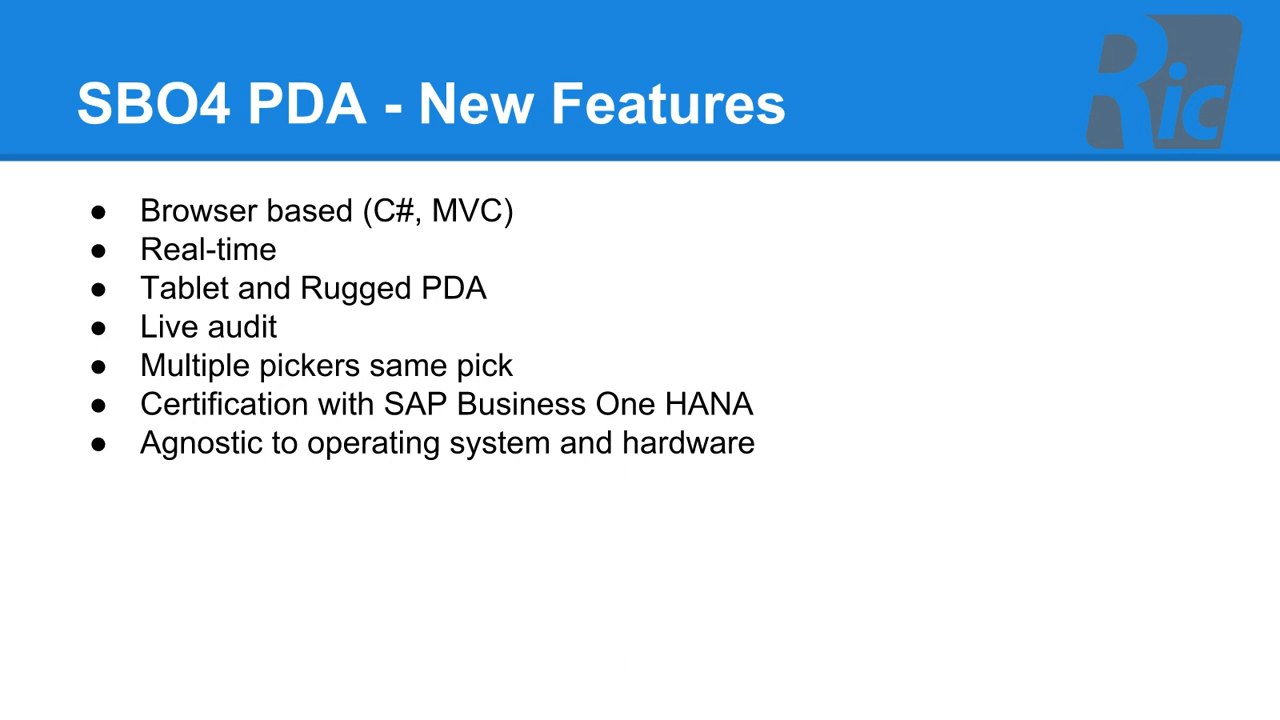 SBO4 PDA - New Features
Ric
● Browser based (C#, MVC)
● Real-time
● Tablet and Rugged PDA
● Live audit
● Multiple pickers same pick
● Certification with SAP Business One HANA
● Agnostic to operating system and hardware